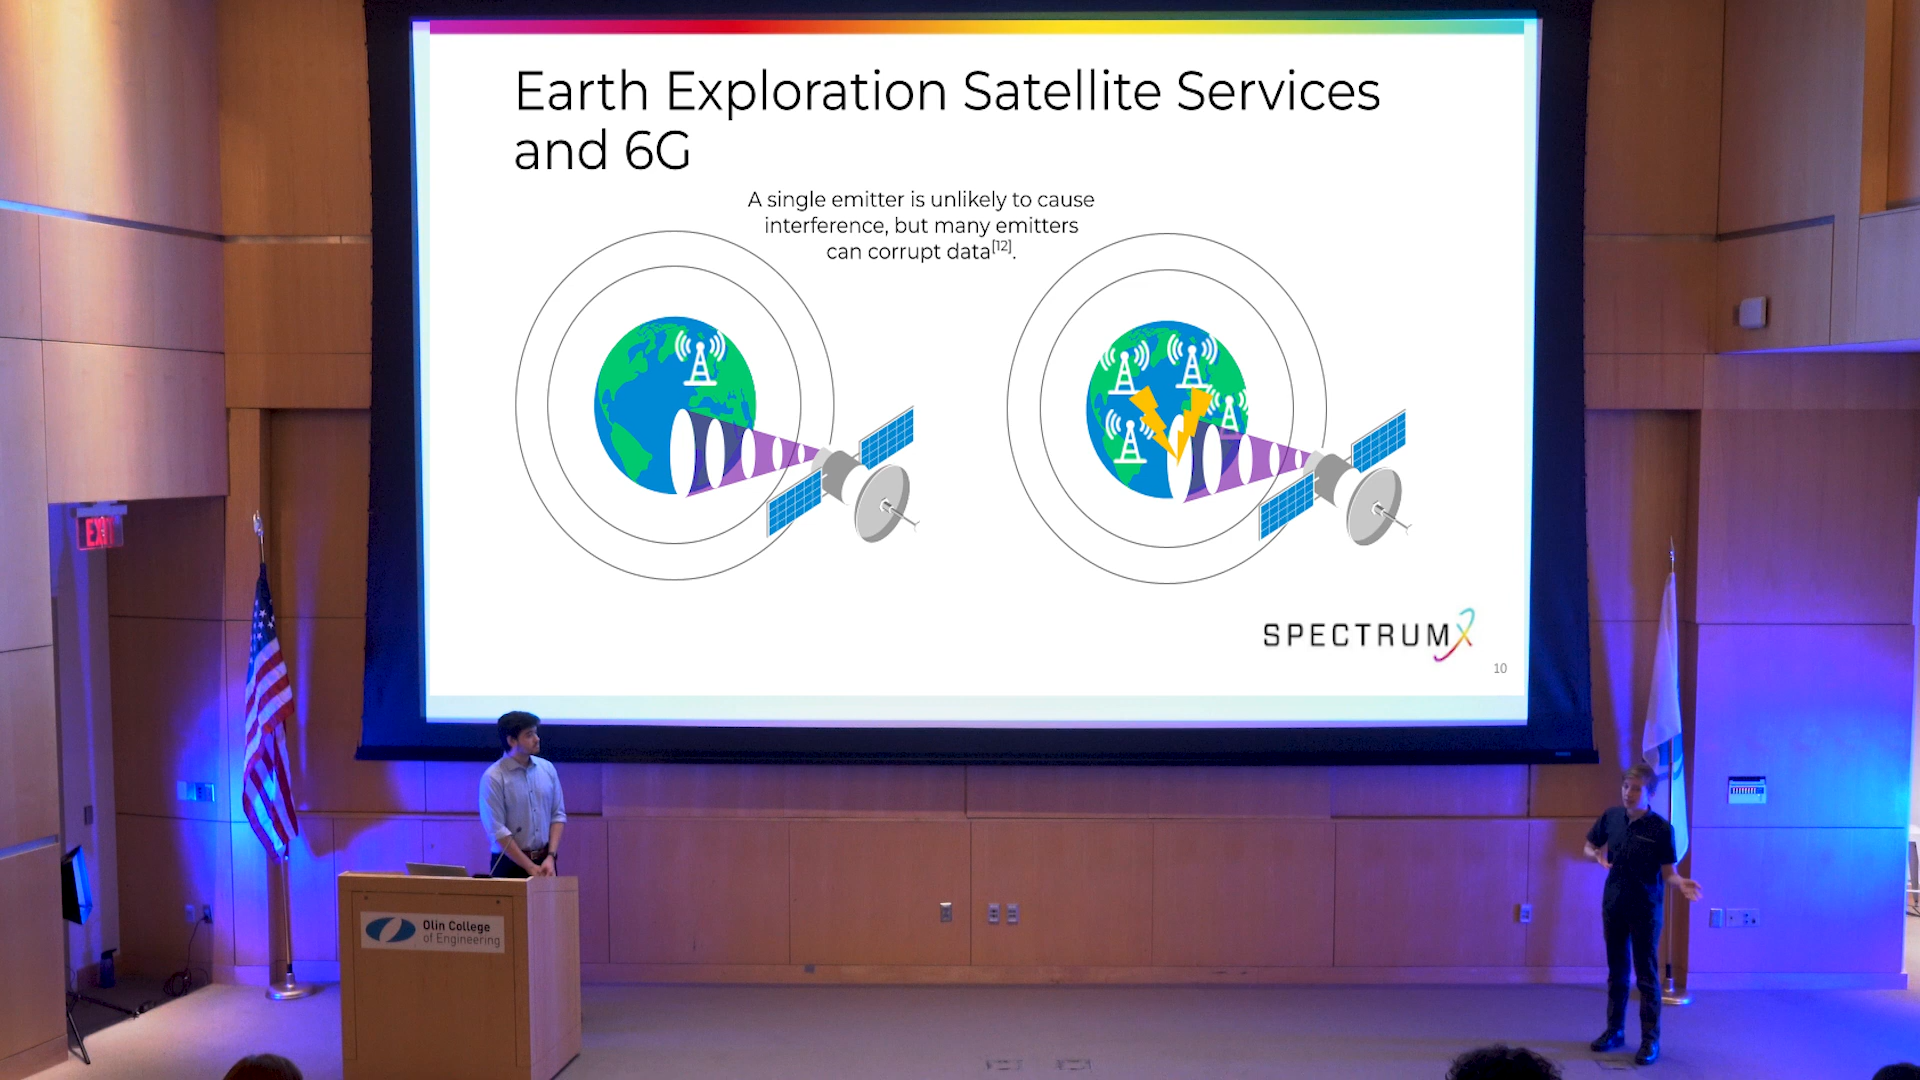 Earth Exploration Satellite Services
and 6G
A single emitter is unlikely to cause
interference, but many emitters
can corrupt data[12].
SPECTRUMX
10
EXIT
Olin College
of Engineering